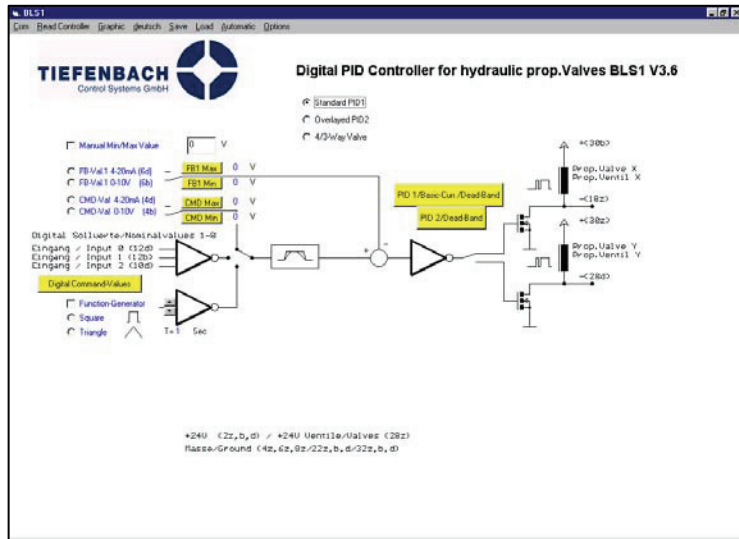 BLS1
Com Read Controller Graphic deutsch Save Load Automatic Options
TIEFENBACH
Control Systems GmbH
Digital PID Controller for hydraulic prop.Valves BLS1 V3.6
Standard PID1
Overlayed PID2
4/3-Way Valve
Manual Min/Max Value 0 V
FB-Val.1 4-20mA (6d) FB1 Max 0 V
FB-Val.1 0-10V (6b) FB1 Min 0 V
CMD-Val 4-20mA (4d) CMD Max 0 V
CMD-Val 0-10V (4b) CMD Min 0 V
Digital Sollwerte/Nominalvalues 1-8
Eingang / Input 0 (12d)
Eingang / Input 1 (12b)
Eingang / Input 2 (10d)
Digital Command-Values
Function-Generator
Square
Triangle T= 1 Sec
+ -
PID 1/Basic-Curr./Dead-Band
PID 2/Dead-Band
+(30b)
Prop.Valve X
Prop.Ventil X
-(18z)
+(30z)
Prop.Valve Y
Prop.Ventil Y
-(28d)
+24V (2z,b,d) / +24V Ventile/Valves (28z)
Masse/Ground (4z,6z,8z/22z,b,d/32z,b,d)